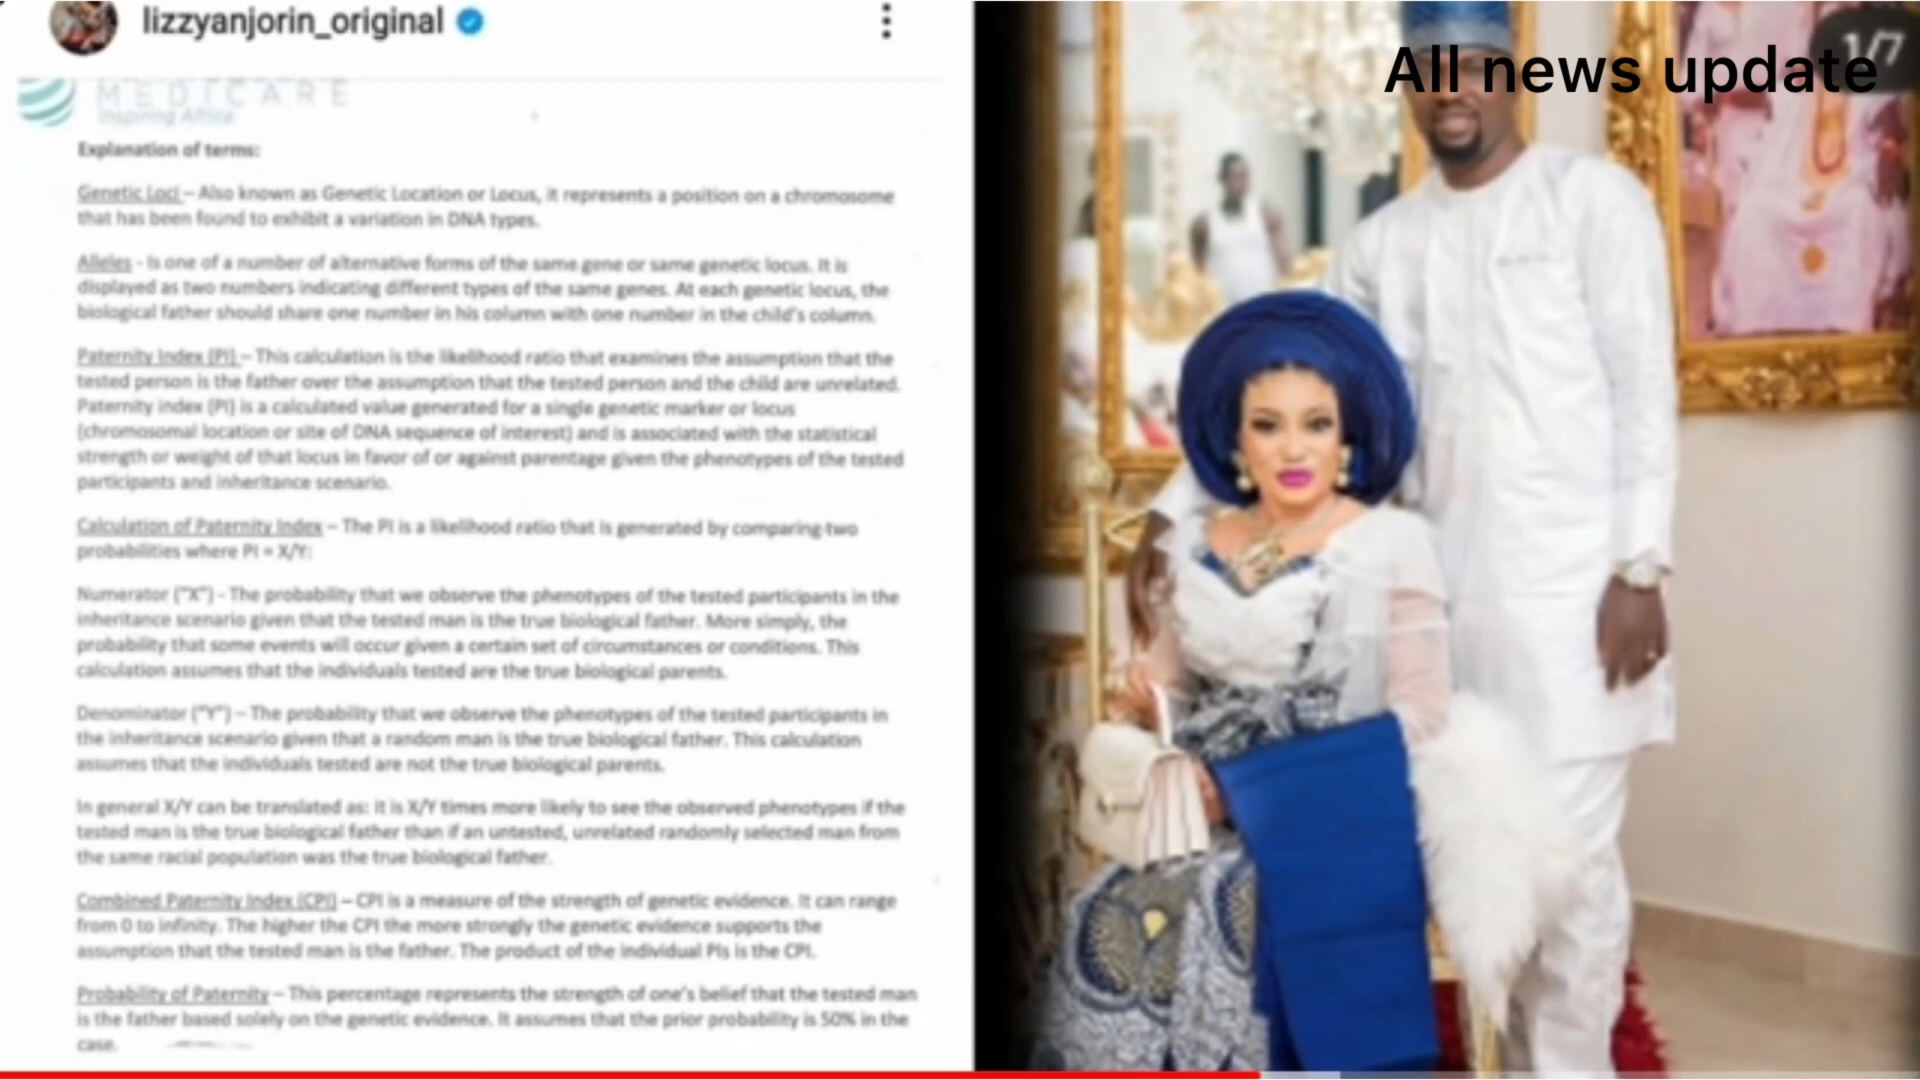 lizzyanjorin_original
MEDICARE
Inspiring Africa
Explanation of terms:
Genetic Loci – Also known as Genetic Location or Locus, it represents a position on a chromosome
that has been found to exhibit a variation in DNA types.
Alleles - Is one of a number of alternative forms of the same gene or same genetic locus. It is
displayed as two numbers indicating different types of the same genes. At each genetic locus, the
biological father should share one number in his column with one number in the child's column.
Paternity Index (PI) – This calculation is the likelihood ratio that examines the assumption that the
tested person is the father over the assumption that the tested person and the child are unrelated.
Paternity index (PI) is a calculated value generated for a single genetic marker or locus
(chromosomal location or site of DNA sequence of interest) and is associated with the statistical
strength or weight of that locus in favor of or against parentage given the phenotypes of the tested
participants and inheritance scenario.
Calculation of Paternity Index – The PI is a likelihood ratio that is generated by comparing two
probabilities where PI = X/Y:
Numerator ("X") - The probability that we observe the phenotypes of the tested participants in the
inheritance scenario given that the tested man is the true biological father. More simply, the
probability that some events will occur given a certain set of circumstances or conditions. This
calculation assumes that the individuals tested are the true biological parents.
Denominator ("Y") – The probability that we observe the phenotypes of the tested participants in
the inheritance scenario given that a random man is the true biological father. This calculation
assumes that the individuals tested are not the true biological parents.
In general X/Y can be translated as: it is X/Y times more likely to see the observed phenotypes if the
tested man is the true biological father than if an untested, unrelated randomly selected man from
the same racial population was the true biological father.
Combined Paternity Index (CPI) – CPI is a measure of the strength of genetic evidence. It can range
from 0 to infinity. The higher the CPI the more strongly the genetic evidence supports the
assumption that the tested man is the father. The product of the individual PIs is the CPI.
Probability of Paternity – This percentage represents the strength of one's belief that the tested man
is the father based solely on the genetic evidence. It assumes that the prior probability is 50% in the
case.
All news update
1/7